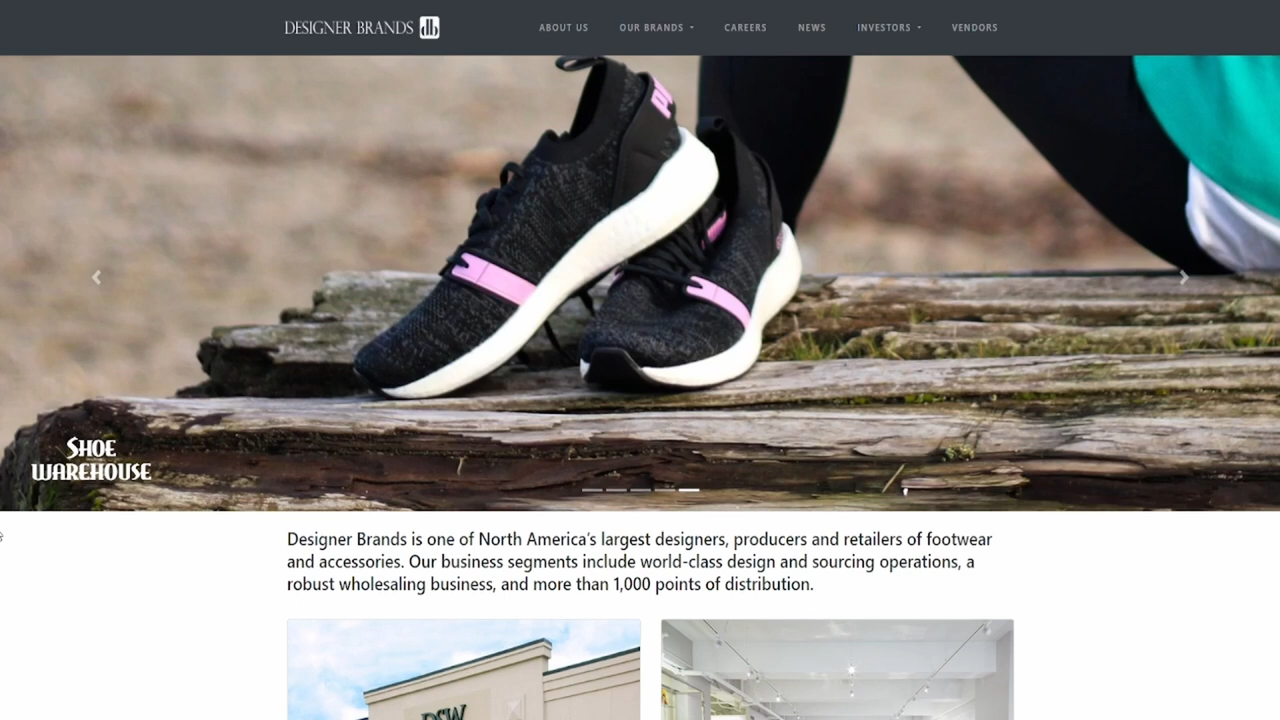 DESIGNER BRANDS db
ABOUT US
OUR BRANDS
CAREERS
NEWS
INVESTORS
VENDORS
SHOE
WAREHOUSE
Designer Brands is one of North America's largest designers, producers and retailers of footwear
and accessories. Our business segments include world-class design and sourcing operations, a
robust wholesaling business, and more than 1,000 points of distribution.
DSW